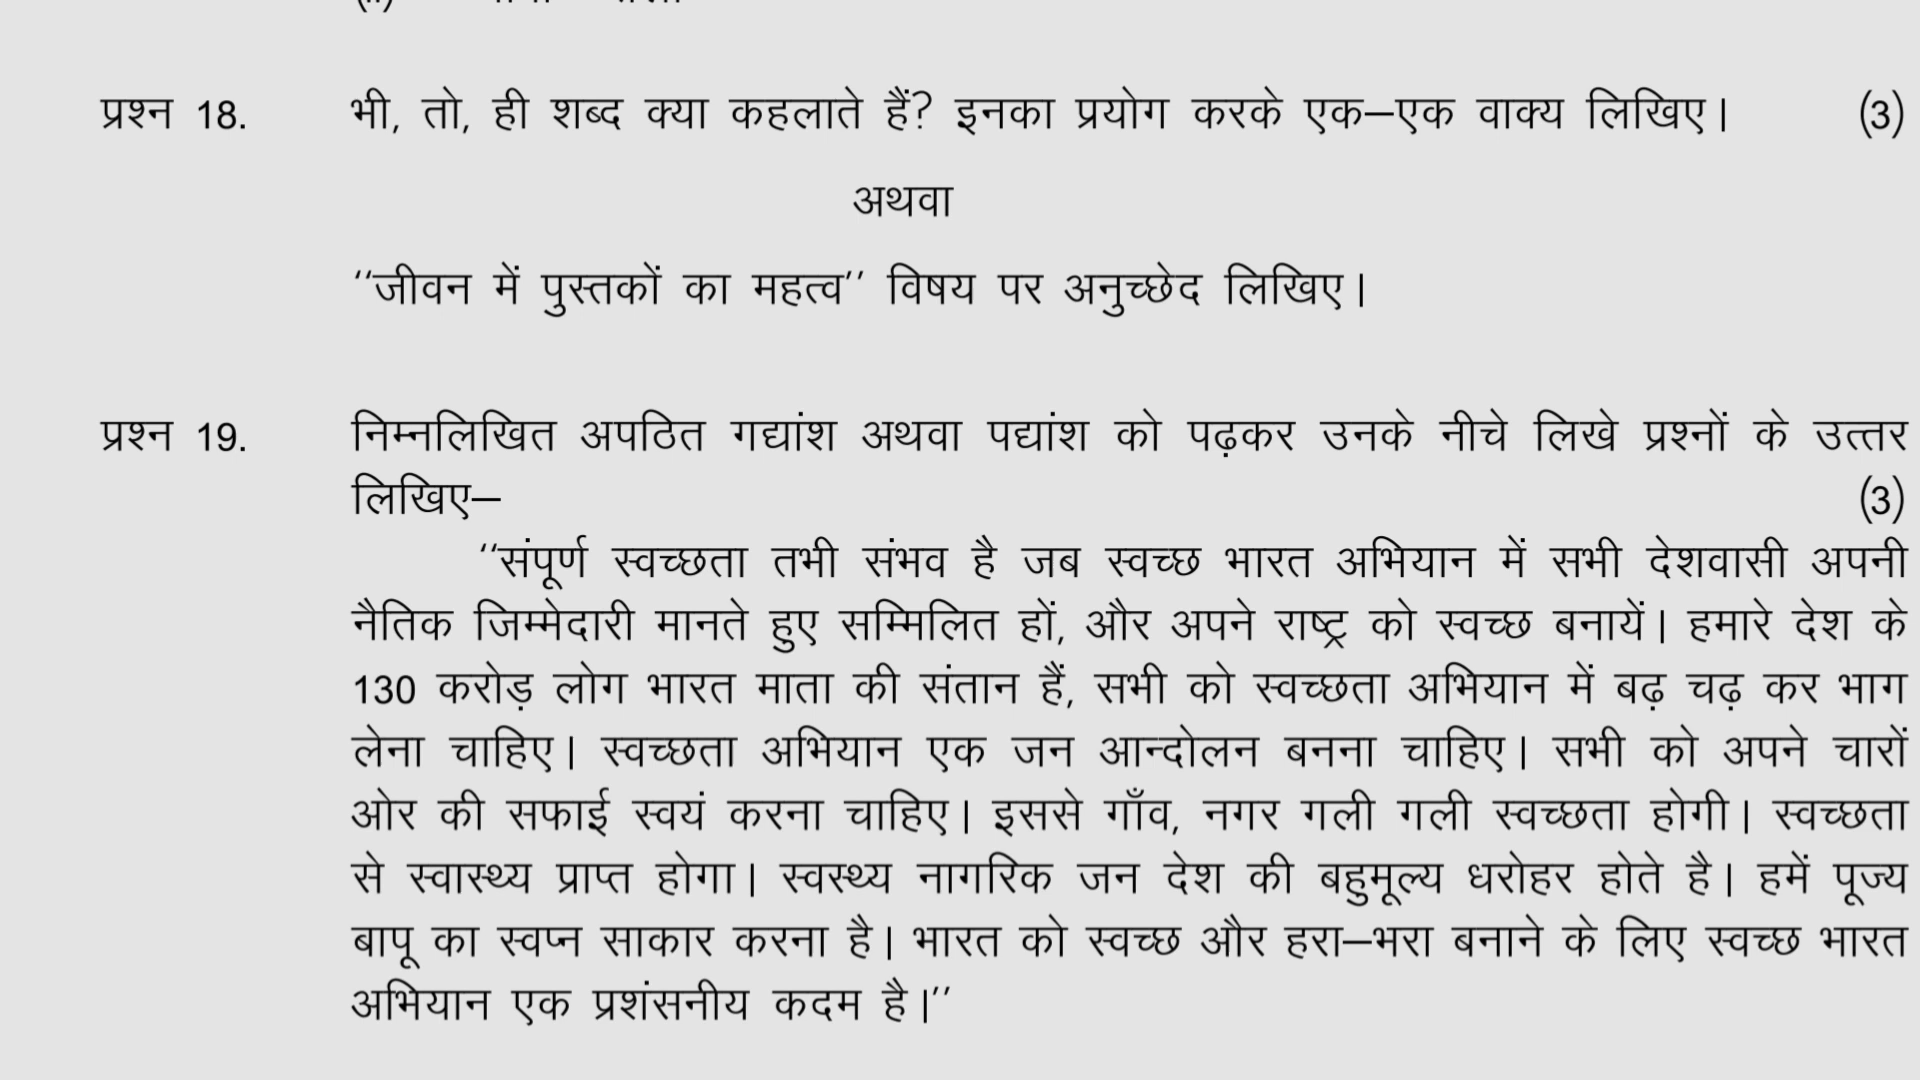 प्रश्न 18. भी, तो, ही शब्द क्या कहलाते हैं? इनका प्रयोग करके एक–एक वाक्य लिखिए। (3)
अथवा
‘‘जीवन में पुस्तकों का महत्व’’ विषय पर अनुच्छेद लिखिए।
प्रश्न 19. निम्नलिखित अपठित गद्यांश अथवा पद्यांश को पढ़कर उनके नीचे लिखे प्रश्नों के उत्तर
लिखिए– (3)
‘‘संपूर्ण स्वच्छता तभी संभव है जब स्वच्छ भारत अभियान में सभी देशवासी अपनी
नैतिक जिम्मेदारी मानते हुए सम्मिलित हों, और अपने राष्ट्र को स्वच्छ बनायें। हमारे देश के
130 करोड़ लोग भारत माता की संतान हैं, सभी को स्वच्छता अभियान में बढ़ चढ़ कर भाग
लेना चाहिए। स्वच्छता अभियान एक जन आन्दोलन बनना चाहिए। सभी को अपने चारों
ओर की सफाई स्वयं करना चाहिए। इससे गाँव, नगर गली गली स्वच्छता होगी। स्वच्छता
से स्वास्थ्य प्राप्त होगा। स्वस्थ्य नागरिक जन देश की बहुमूल्य धरोहर होते है। हमें पूज्य
बापू का स्वप्न साकार करना है। भारत को स्वच्छ और हरा–भरा बनाने के लिए स्वच्छ भारत
अभियान एक प्रशंसनीय कदम है।’’